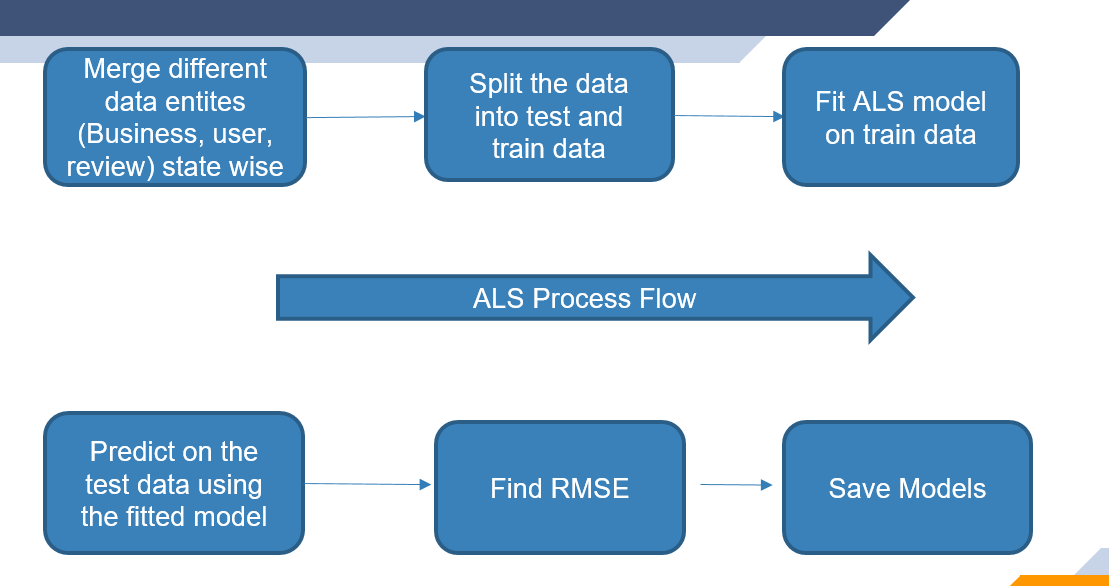 Merge different
data entites
(Business, user,
review) state wise
Split the data
into test and
train data
Fit ALS model
on train data
ALS Process Flow
Predict on the
test data using
the fitted model
Find RMSE
Save Models